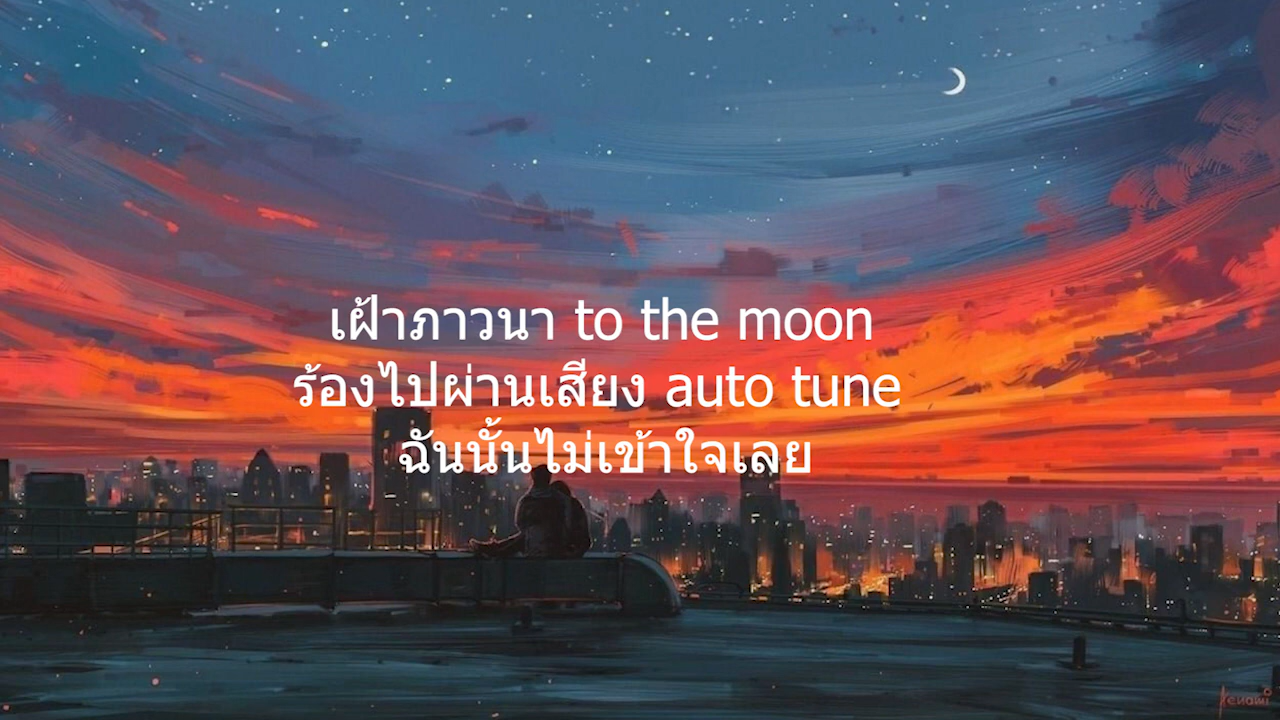 เฝ้าภาวนา to the moon
ร้องไปผ่านเสียง auto tune
ฉันนั้นไม่เข้าใจเลย